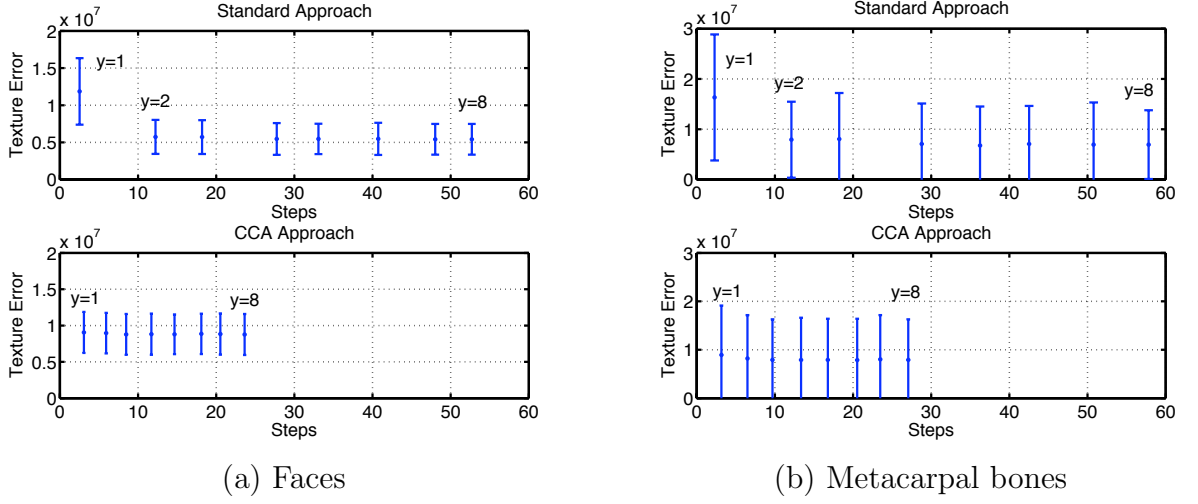 Standard Approach
x 10^7
2
1.5
1
0.5
0
Texture Error
y=1
y=2
y=8
0 10 20 30 40 50 60
Steps
CCA Approach
x 10^7
2
1.5
1
0.5
0
Texture Error
y=1
y=8
0 10 20 30 40 50 60
Steps
(a) Faces
Standard Approach
x 10^7
3
2
1
0
Texture Error
y=1
y=2
y=8
0 10 20 30 40 50 60
Steps
CCA Approach
x 10^7
3
2
1
0
Texture Error
y=1
y=8
0 10 20 30 40 50 60
Steps
(b) Metacarpal bones